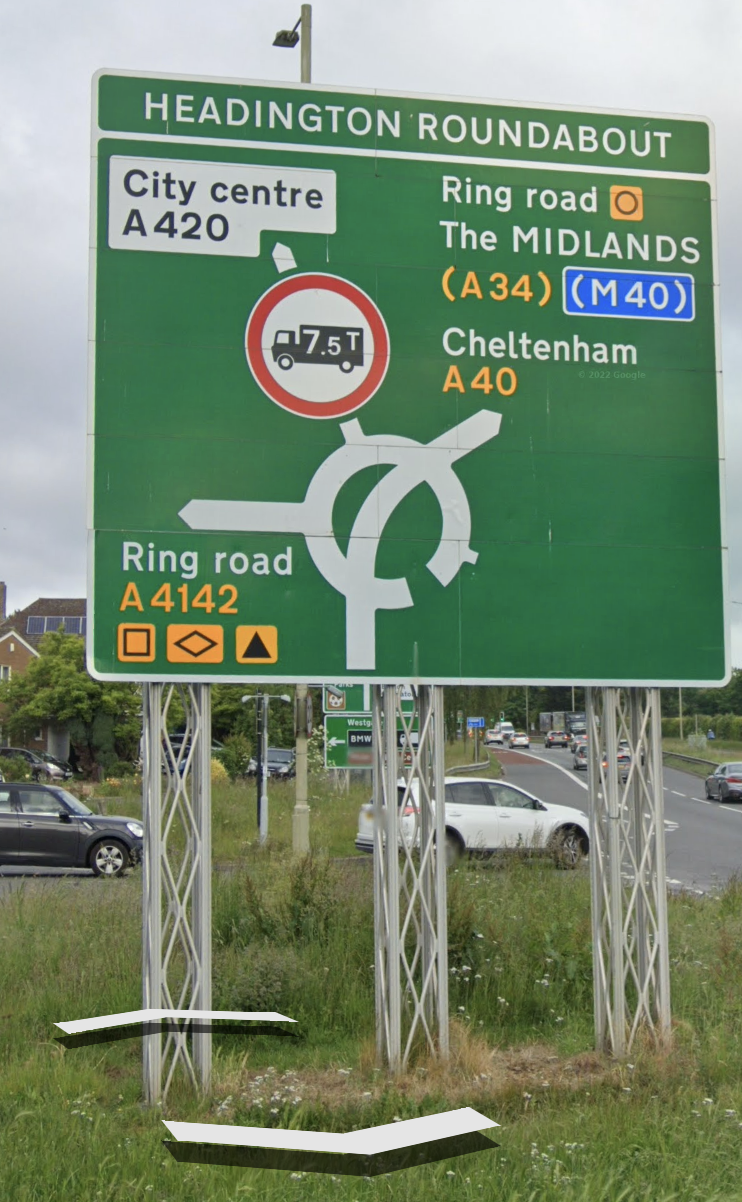 HEADINGTON ROUNDABOUT
City centre
A420
Ring road
The MIDLANDS
(A34) (M40)
Cheltenham
A40
© 2022 Google
7.5T
Ring road
A4142
BMW